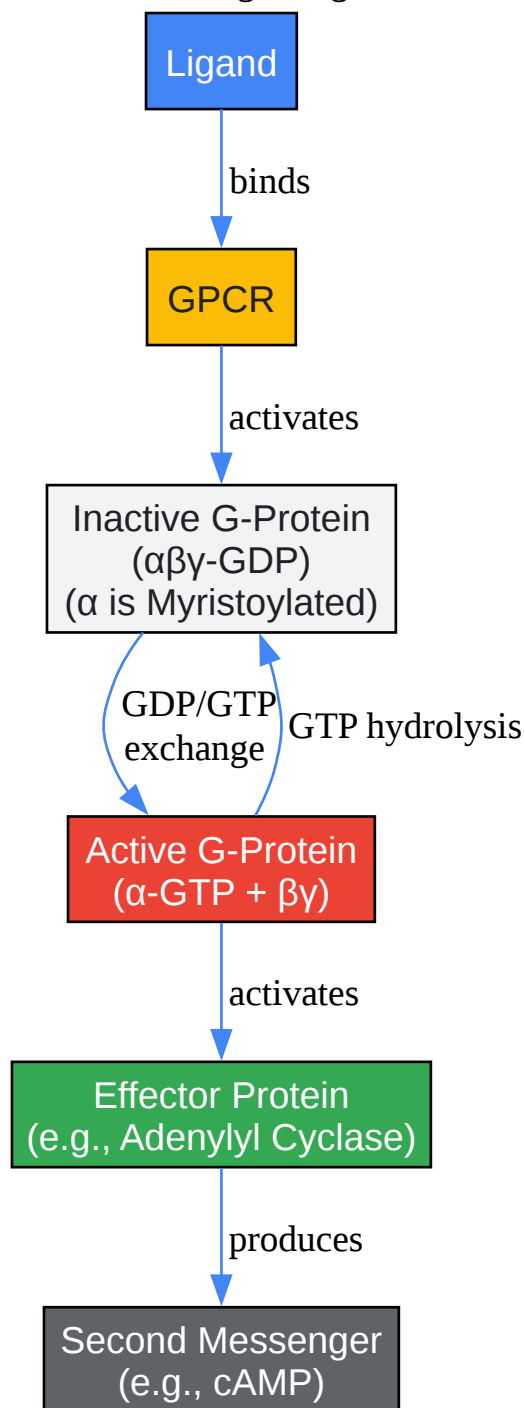 Ligand
binds
GPCR
activates
Inactive G-Protein
(αβγ-GDP)
(α is Myristoylated)
GDP/GTP
exchange
GTP hydrolysis
Active G-Protein
(α-GTP + βγ)
activates
Effector Protein
(e.g., Adenylyl Cyclase)
produces
Second Messenger
(e.g., cAMP)